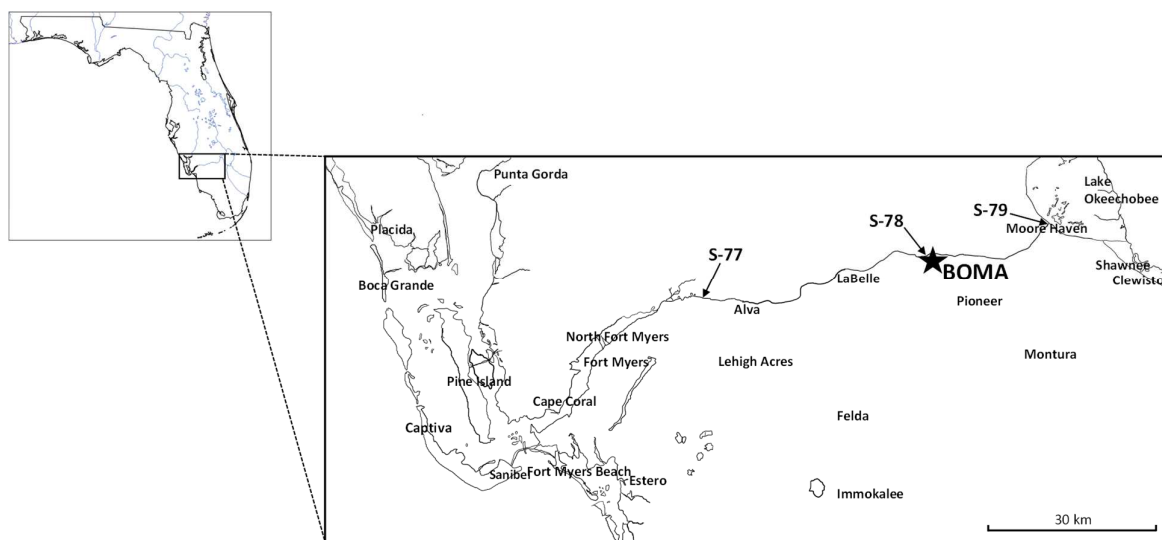 Punta Gorda
Lake
Okeechobee
S-79
S-78
Moore Haven
Placida
S-77
Shawnee
BOMA
LaBelle
Clewisto
Boca Grande
Pioneer
Alva
North Fort Myers
Montura
Fort Myers
Lehigh Acres
Pine Island
Cape Coral
Felda
Captiva
Fort Myers Beach
Sanibel
Estero
Immokalee
30 km